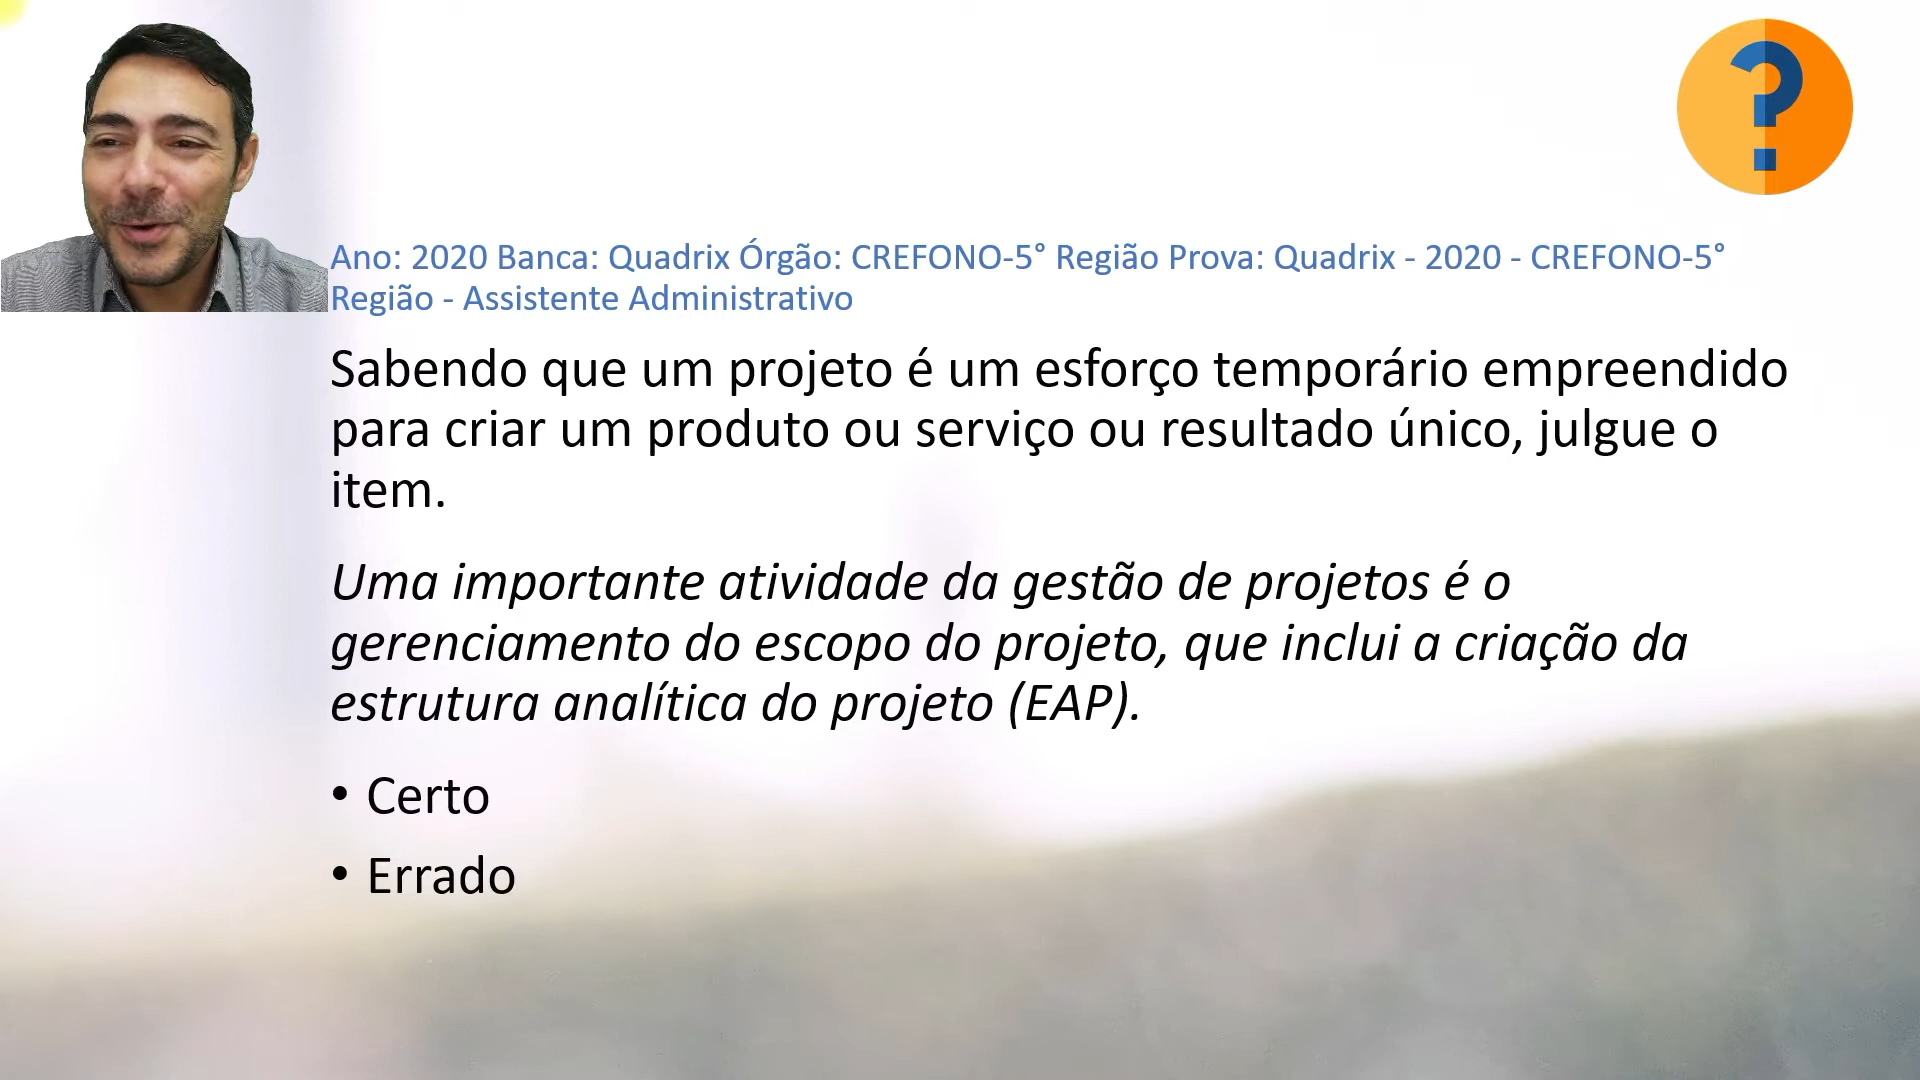 Ano: 2020 Banca: Quadrix Órgão: CREFONO-5° Região Prova: Quadrix - 2020 - CREFONO-5°
Região - Assistente Administrativo
Sabendo que um projeto é um esforço temporário empreendido
para criar um produto ou serviço ou resultado único, julgue o
item.
Uma importante atividade da gestão de projetos é o
gerenciamento do escopo do projeto, que inclui a criação da
estrutura analítica do projeto (EAP).
• Certo
• Errado